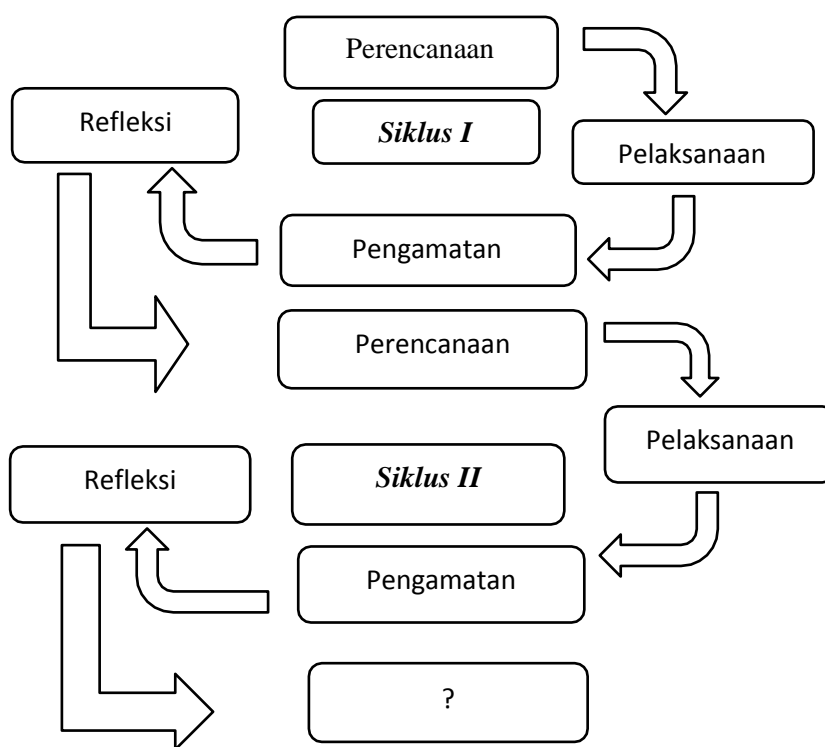 Perencanaan
Refleksi
Siklus I
Pelaksanaan
Pengamatan
Perencanaan
Pelaksanaan
Refleksi
Siklus II
Pengamatan
?